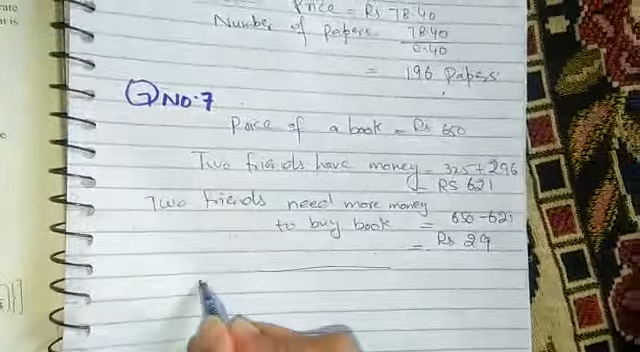 Price = Rs 78.40
Number of papers 78.40
0.40
= 196 Papers
Q No.7
Price of a book = Rs 650
Two friends have money = 325 + 296
= RS 621
Two friends need more money
to buy book = 650 - 621
= Rs 29